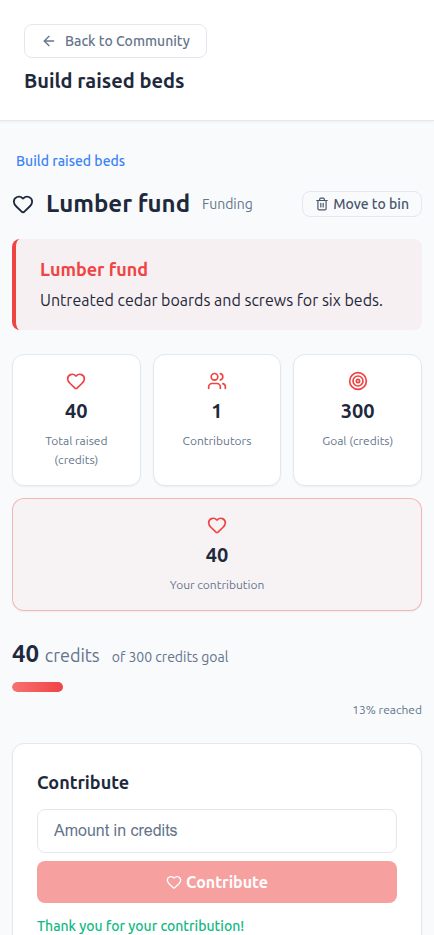 Back to Community
Build raised beds
Build raised beds
Lumber fund Funding Move to bin
Lumber fund
Untreated cedar boards and screws for six beds.
40
Total raised
(credits)
1
Contributors
300
Goal (credits)
40
Your contribution
40 credits of 300 credits goal
13% reached
Contribute
Amount in credits
Contribute
Thank you for your contribution!